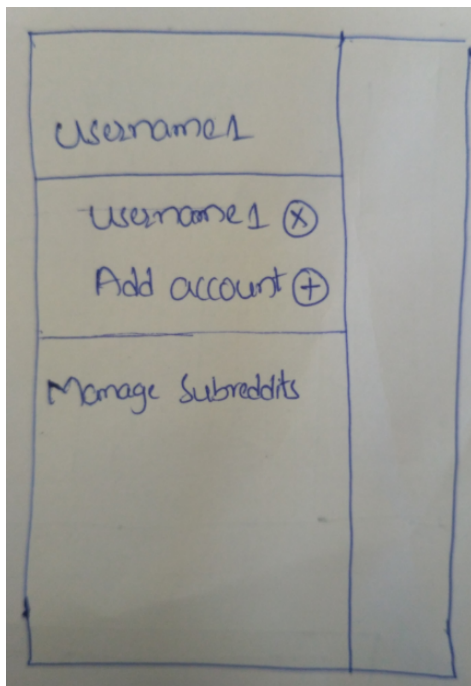 Username1
Username1 ⓧ
Add account ⊕
Manage Subreddits